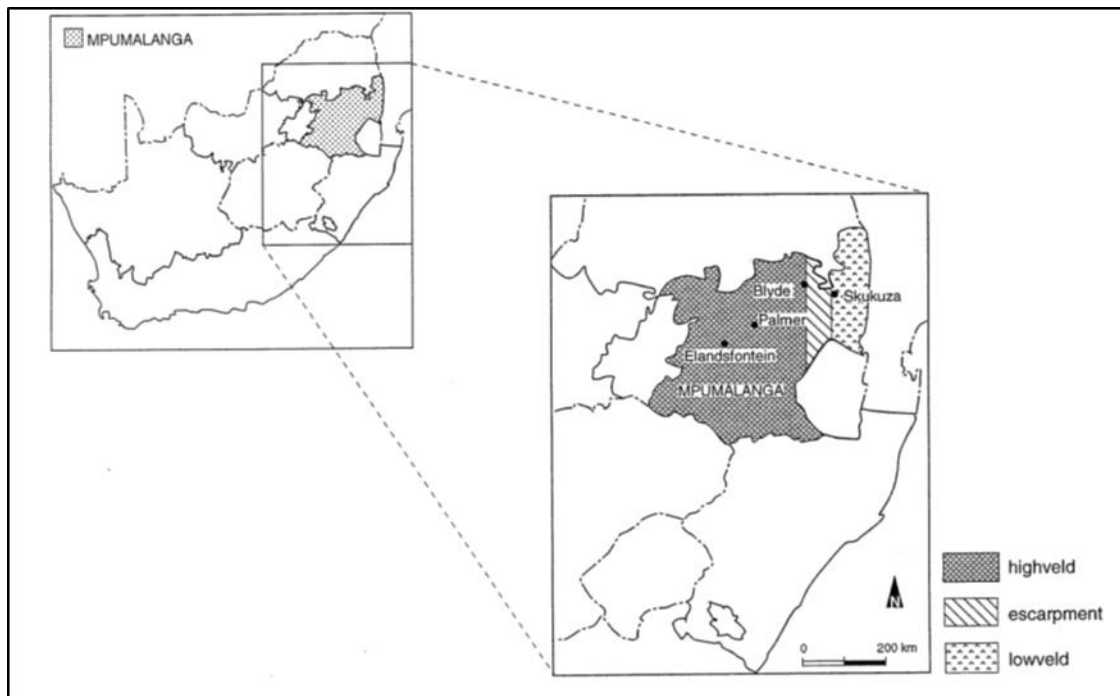 MPUMALANGA
Blyde
Skukuza
Palmer
Elandsfontein
MPUMALANGA
N
0 200 km
highveld
escarpment
lowveld